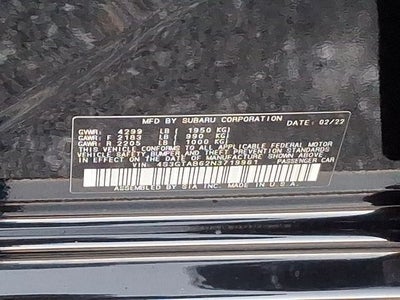 MFD BY SUBARU CORPORATION DATE: 02/22
GVWR: 4299 LB (1950 KG)
GAWR: F 2183 LB (990 KG)
GAWR: R 2205 LB (1000 KG)
THIS VEHICLE CONFORMS TO ALL APPLICABLE FEDERAL MOTOR
VEHICLE SAFETY, BUMPER AND THEFT PREVENTION STANDARDS
IN EFFECT ON THE DATE OF MANUFACTURE SHOWN ABOVE.
VIN: 4S3GTAB62N3719961 PASSENGER CAR
ASSEMBLED BY SIA INC. MADE IN U.S.A.